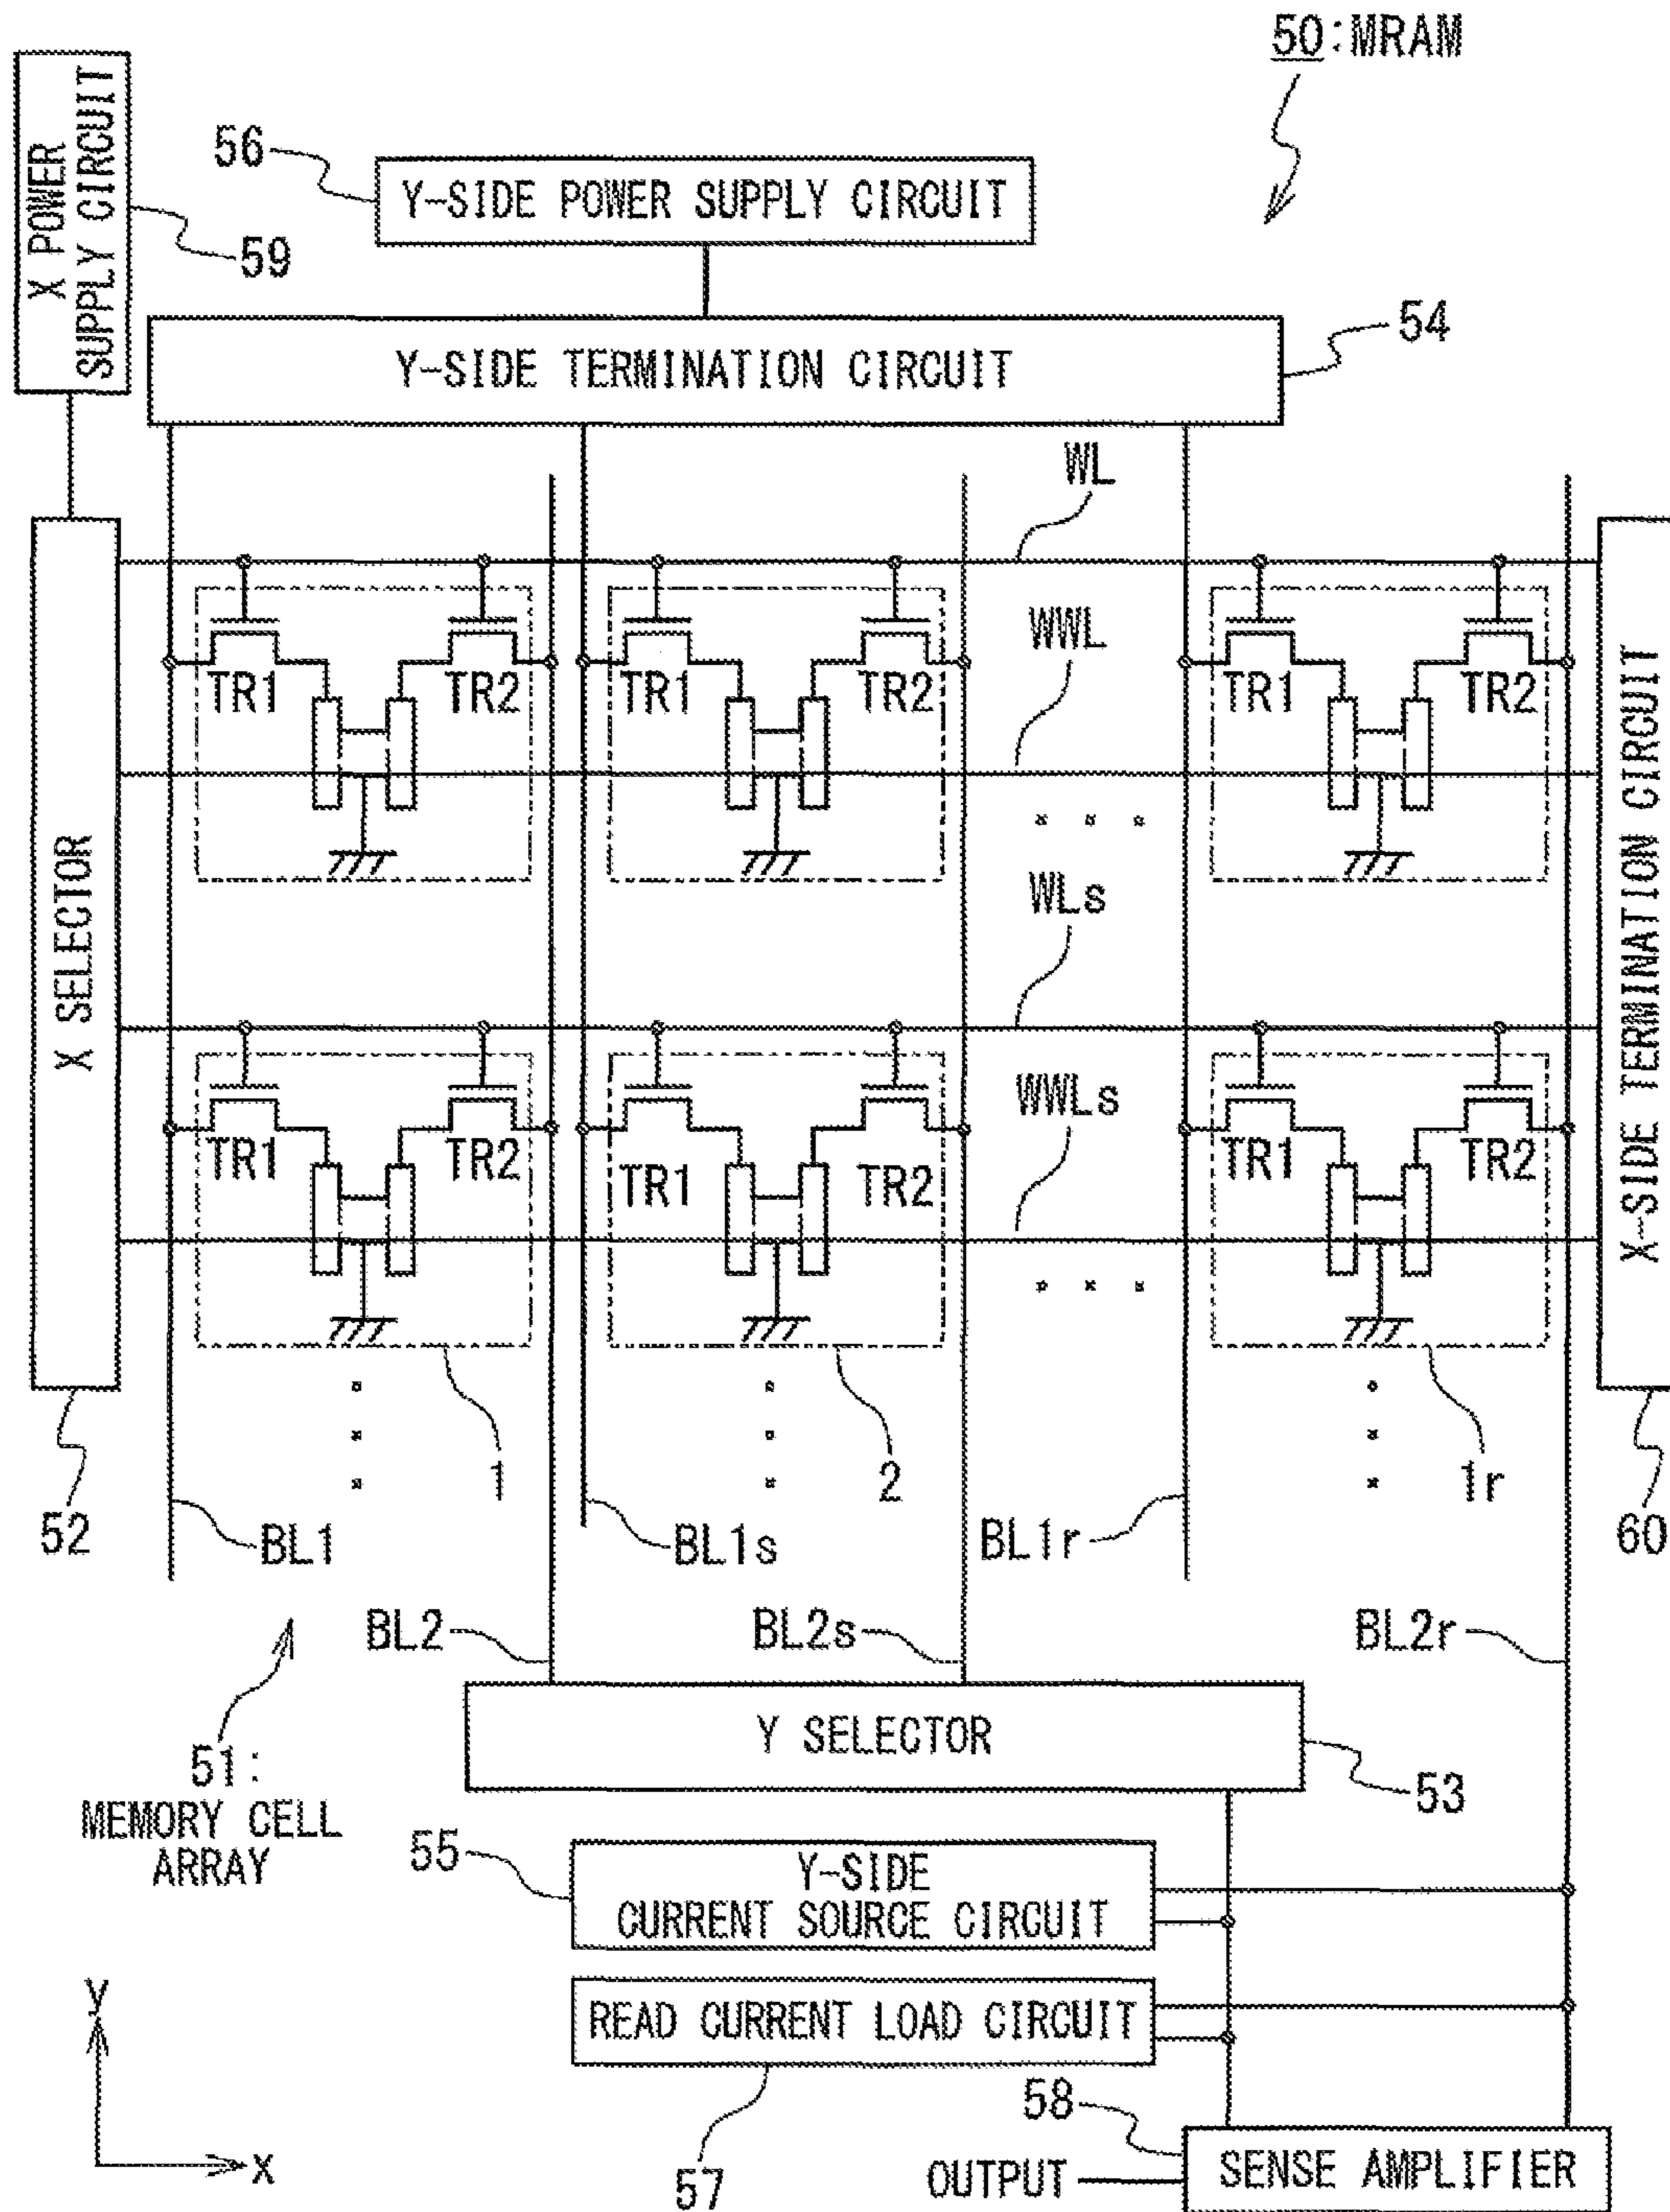 50:MRAM
X POWER
SUPPLY CIRCUIT
59
56
Y-SIDE POWER SUPPLY CIRCUIT
54
Y-SIDE TERMINATION CIRCUIT
WL
WWL
TR1
TR2
TR1
TR2
TR1
TR2
X SELECTOR
X-SIDE TERMINATION CIRCUIT
WLs
WWLs
TR1
TR2
TR1
TR2
TR1
TR2
52
1
2
1r
60
BL1
BL1s
BL1r
BL2
BL2s
BL2r
Y SELECTOR
53
51:
MEMORY CELL
ARRAY
55
Y-SIDE
CURRENT SOURCE CIRCUIT
READ CURRENT LOAD CIRCUIT
57
58
OUTPUT
SENSE AMPLIFIER
y
x